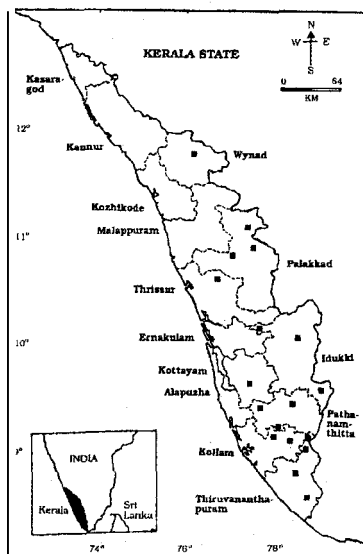 KERALA STATE
N
W E
S
0 64
KM
Kasara-
god
12°
Kannur
Wynad
Kozhikode
11°
Malappuram
Palakkad
Thrissur
Ernakulam
10°
Idukki
Kottayam
Alapuzha
Patha-
nam-
thitta
9°
Kollam
INDIA
Thiruvanantha-
puram
Kerala
Sri
Lanka
74° 76° 78°